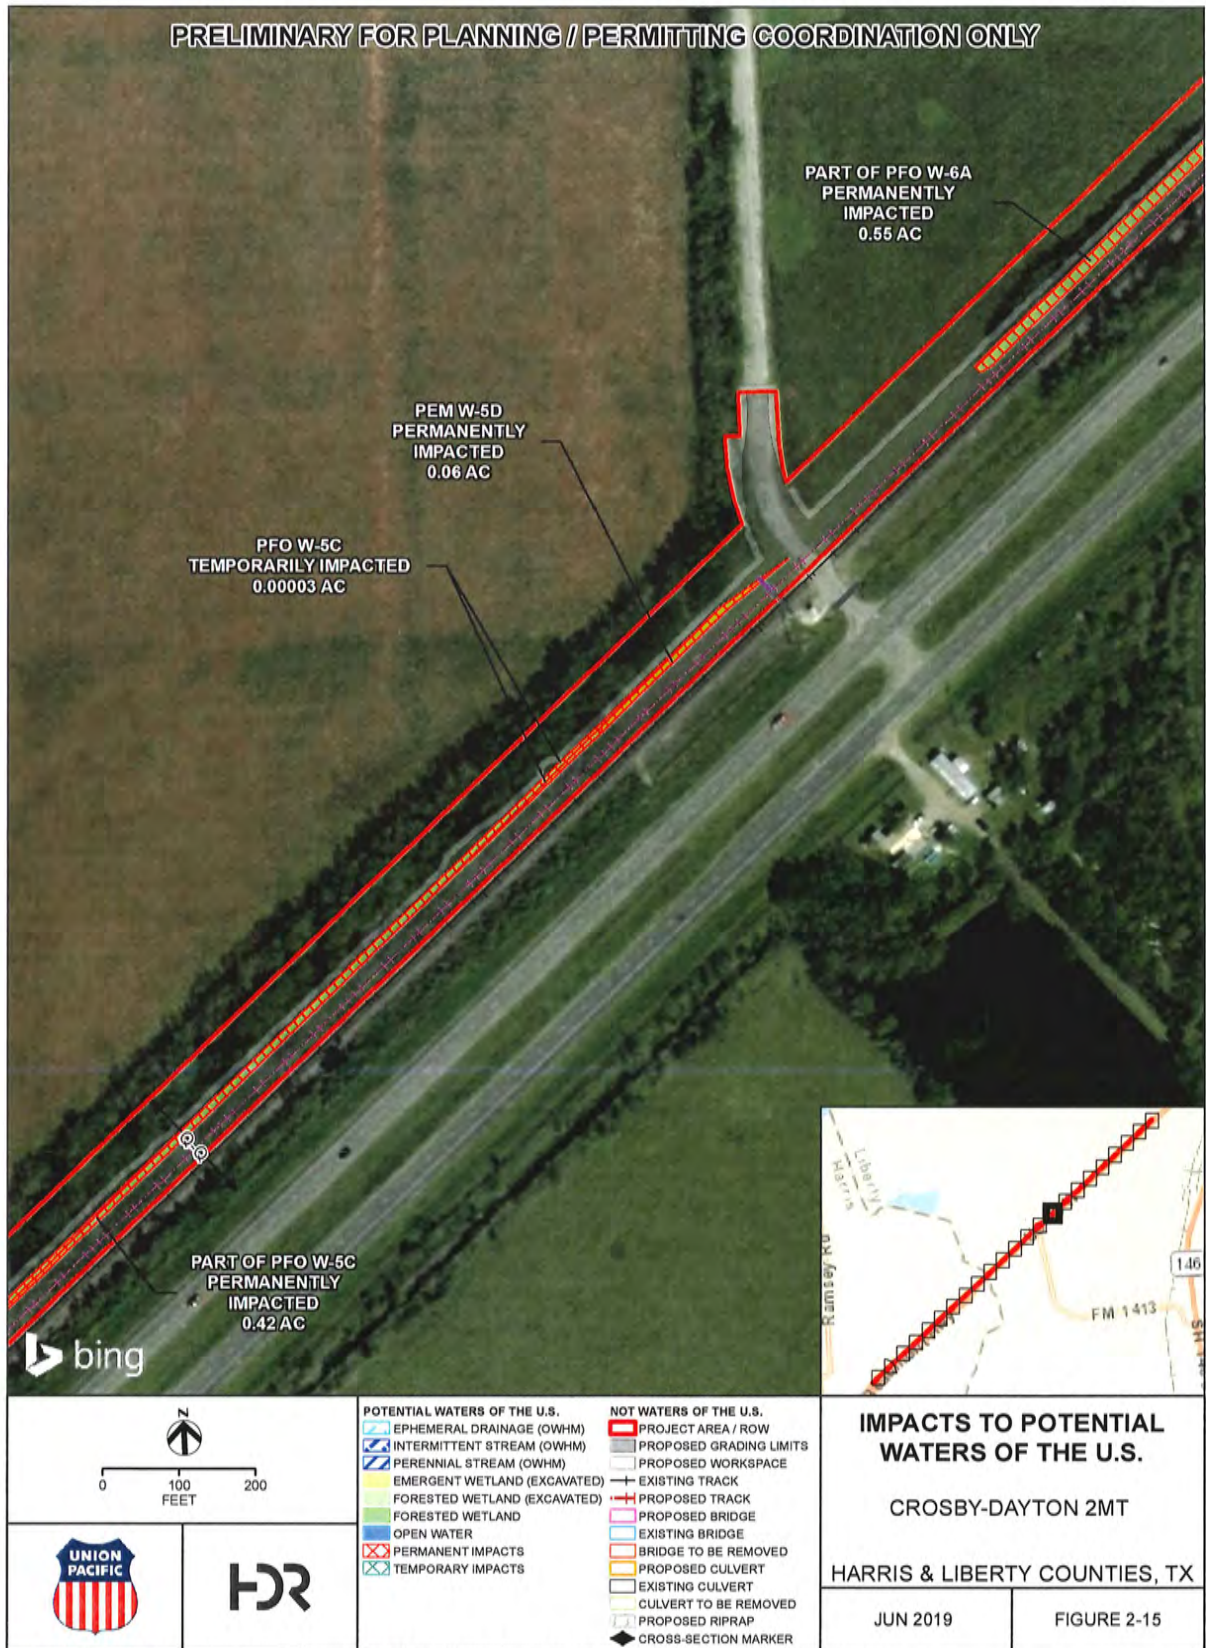 PRELIMINARY FOR PLANNING / PERMITTING COORDINATION ONLY
PART OF PFO W-6A
PERMANENTLY
IMPACTED
0.55 AC
PEM W-5D
PERMANENTLY
IMPACTED
0.06 AC
PFO W-5C
TEMPORARILY IMPACTED
0.00003 AC
Q-Q
PART OF PFO W-5C
PERMANENTLY
IMPACTED
0.42 AC
bing
Liberty
Harris
Ramsey Rd
FM 1413
146
N
0 100 200
FEET
UNION
PACIFIC
HDR
POTENTIAL WATERS OF THE U.S.
EPHEMERAL DRAINAGE (OWHM)
INTERMITTENT STREAM (OWHM)
PERENNIAL STREAM (OWHM)
EMERGENT WETLAND (EXCAVATED)
FORESTED WETLAND (EXCAVATED)
FORESTED WETLAND
OPEN WATER
PERMANENT IMPACTS
TEMPORARY IMPACTS
NOT WATERS OF THE U.S.
PROJECT AREA / ROW
PROPOSED GRADING LIMITS
PROPOSED WORKSPACE
EXISTING TRACK
PROPOSED TRACK
PROPOSED BRIDGE
EXISTING BRIDGE
BRIDGE TO BE REMOVED
PROPOSED CULVERT
EXISTING CULVERT
CULVERT TO BE REMOVED
PROPOSED RIPRAP
CROSS-SECTION MARKER
IMPACTS TO POTENTIAL
WATERS OF THE U.S.
CROSBY-DAYTON 2MT
HARRIS & LIBERTY COUNTIES, TX
JUN 2019
FIGURE 2-15